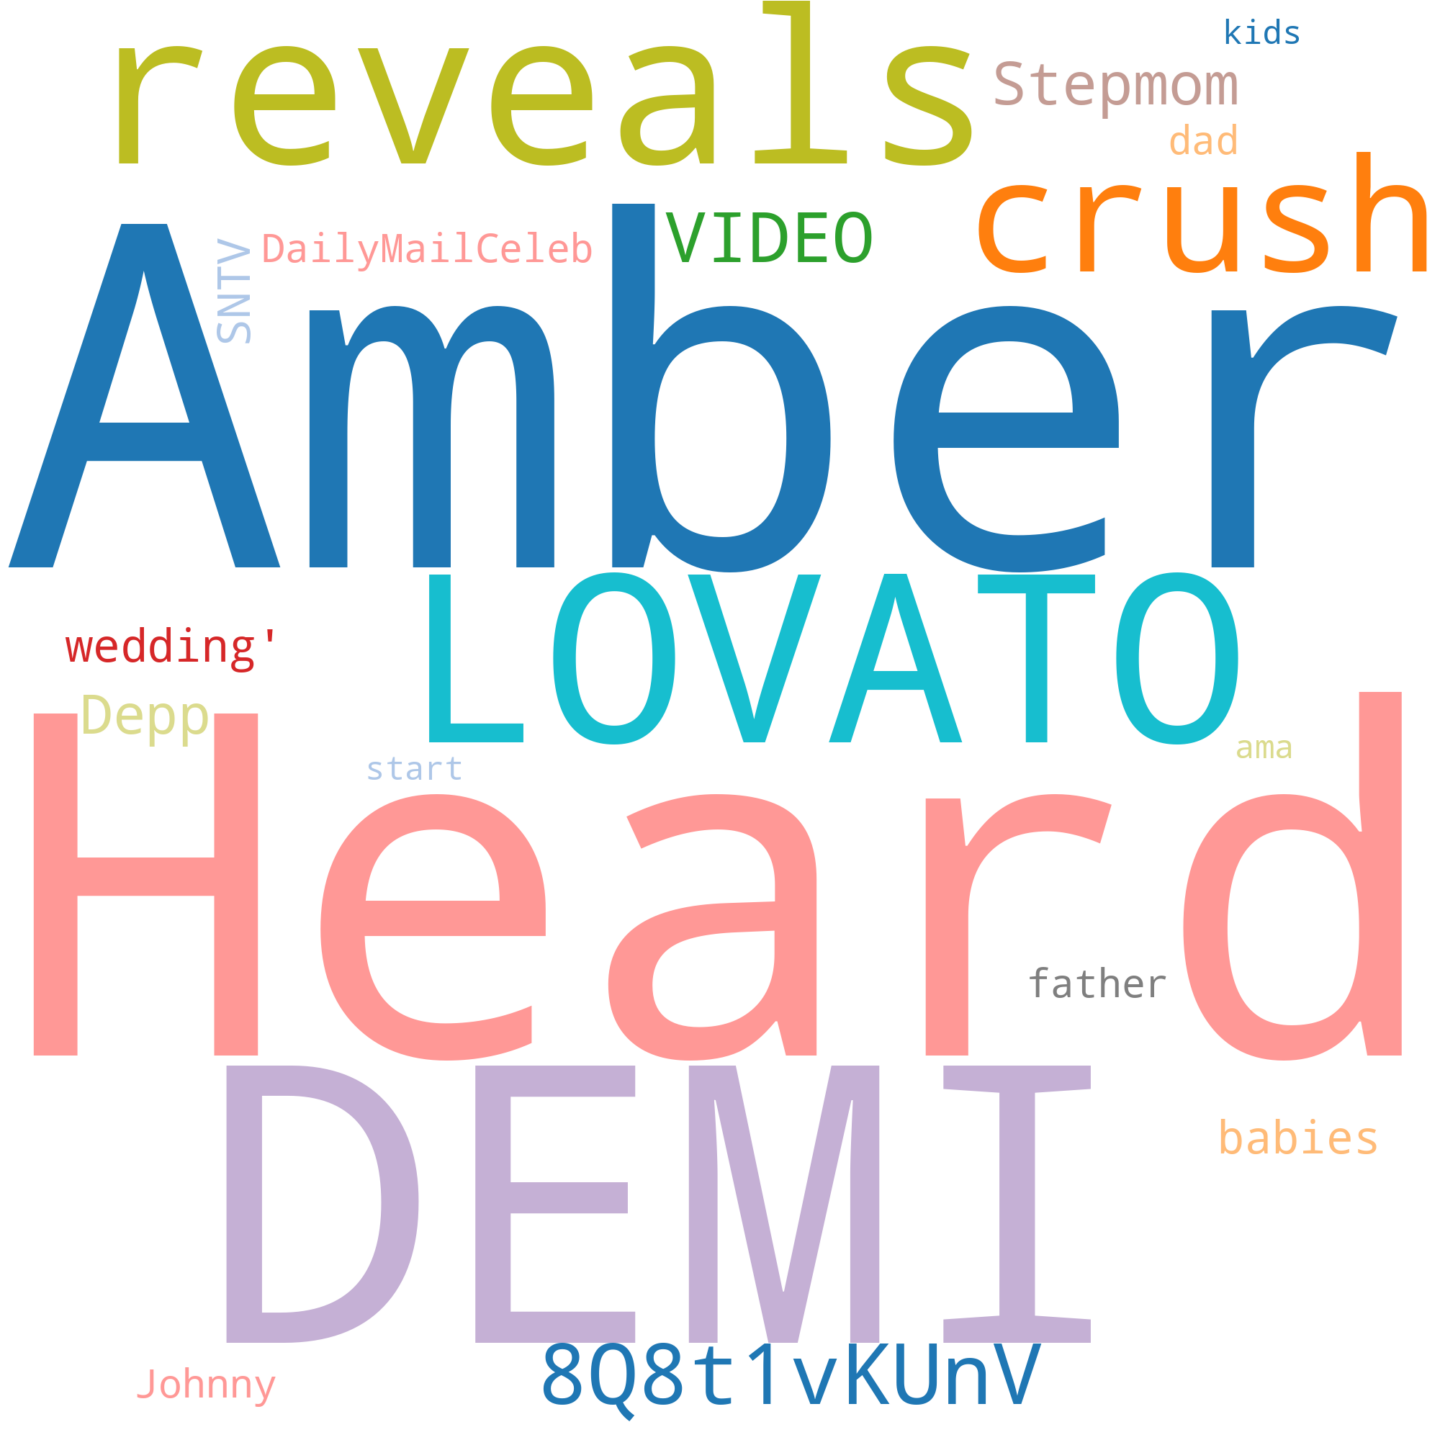 reveals
kids
Stepmom
dad
crush
VIDEO
DailyMailCeleb
SNTV
Amber
LOVATO
wedding'
Depp
start
ama
Heard
father
DEMI
babies
8Q8t1vKUnV
Johnny